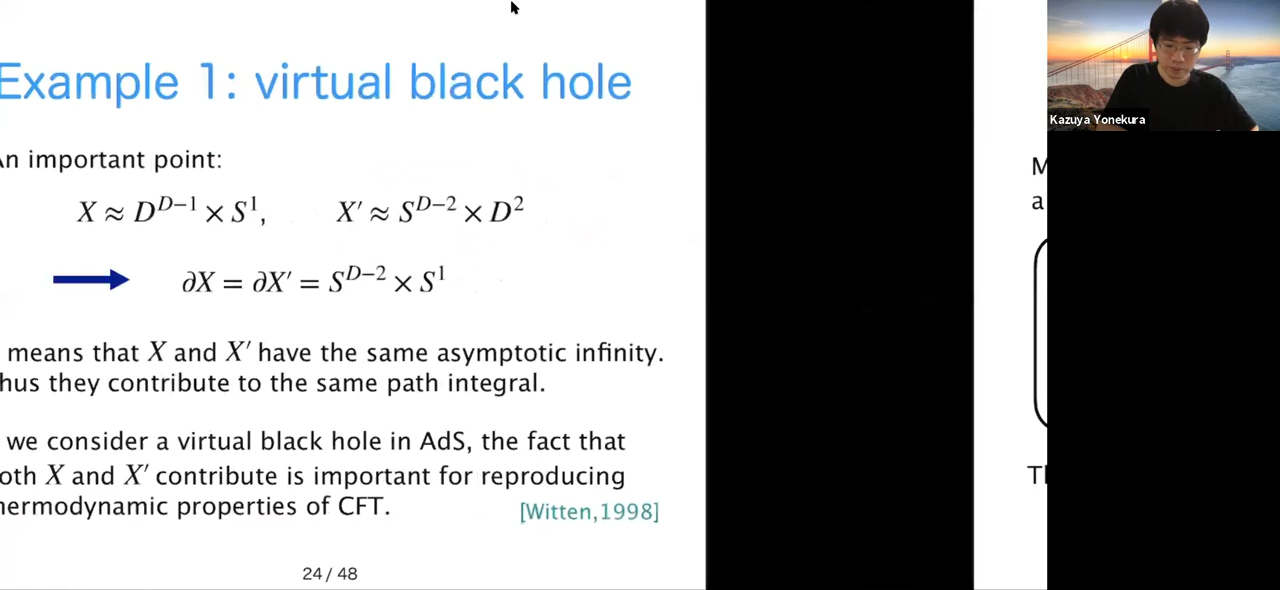 Example 1: virtual black hole
An important point:
X ≈ D^{D−1} × S^1, X′ ≈ S^{D−2} × D^2
∂X = ∂X′ = S^{D−2} × S^1
means that X and X′ have the same asymptotic infinity.
hus they contribute to the same path integral.
we consider a virtual black hole in AdS, the fact that
oth X and X′ contribute is important for reproducing
hermodynamic properties of CFT.
[Witten,1998]
24 / 48
Kazuya Yonekura
M
a
Tl